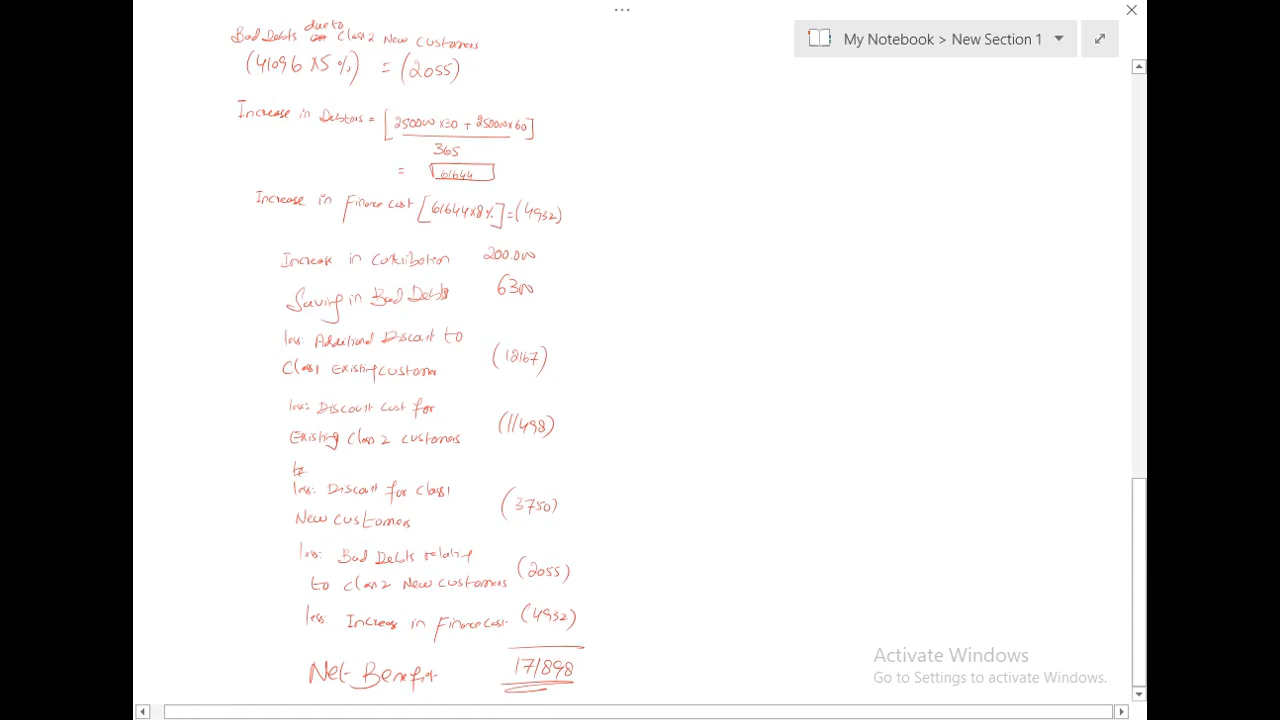 Bad Debts due to Class 2 New Customers
(41096 x 5 %) = (2055)
Increase in Debtors = [250000 x 30 + 250000 x 60]
365
= 61644
Increase in Finance Cost [61644 x 8%] = (4932)
Increase in Contribution 200.000
Saving in Bad Debts 6300
less: Additional Discount to
Class 1 Existing Customer (12167)
less: Discount Cost for
Existing Class 2 Customers (11498)
less: Discount for Class 1
New Customers (3750)
less: Bad Debts relating
to Class 2 New Customers (2055)
less: Increase in Finance Cost (4932)
Net Benefit 171898
My Notebook > New Section 1
Activate Windows
Go to Settings to activate Windows.